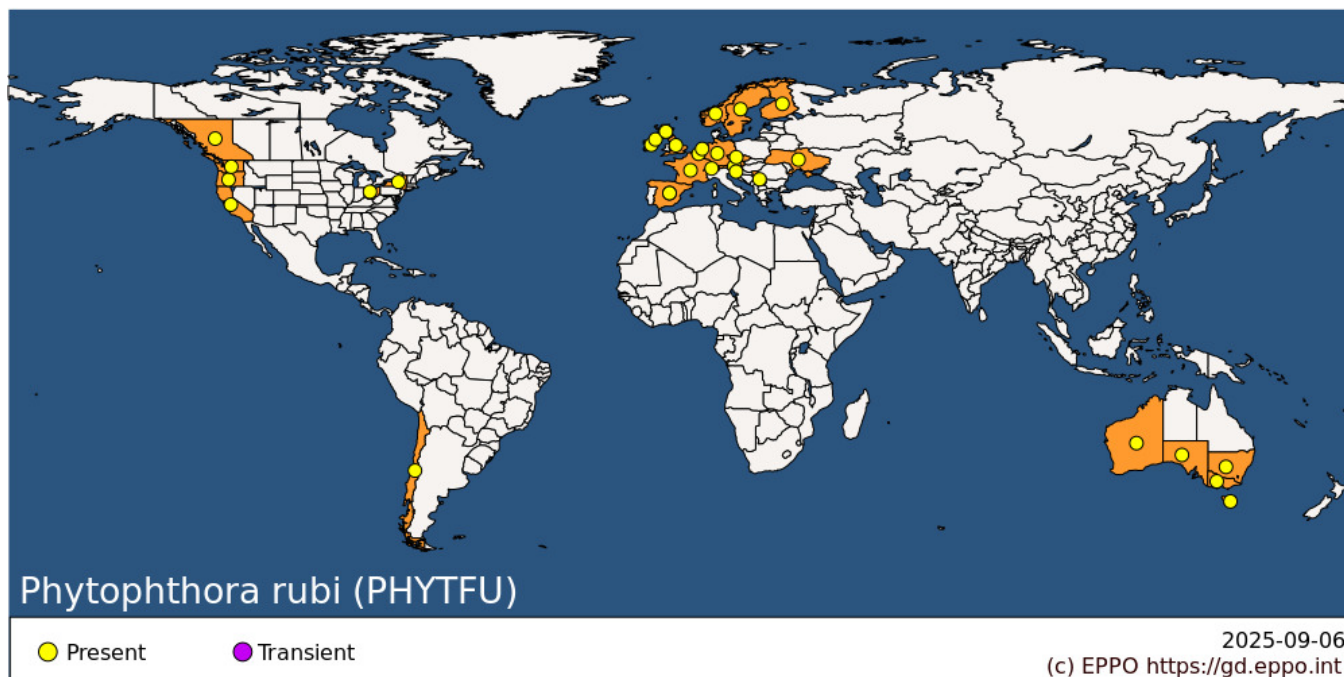 Phytophthora rubi (PHYTFU)
Present
Transient
2025-09-06
(c) EPPO https://gd.eppo.int